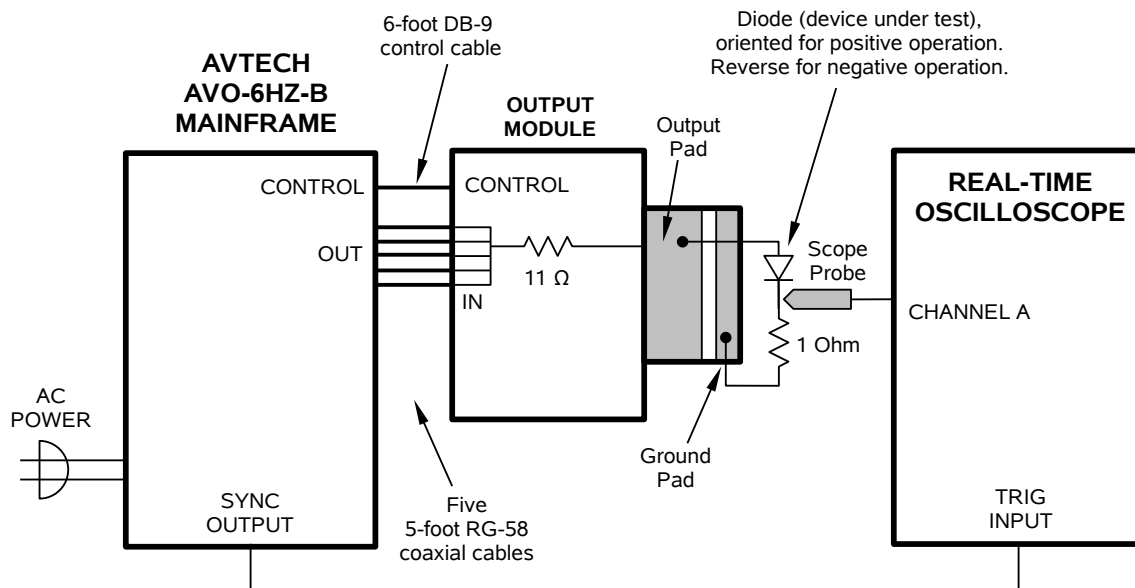 6-foot DB-9
control cable
Diode (device under test),
oriented for positive operation.
Reverse for negative operation.
AVTECH
AVO-6HZ-B
MAINFRAME
OUTPUT
MODULE
Output
Pad
CONTROL
CONTROL
REAL-TIME
OSCILLOSCOPE
OUT
IN
11 Ω
Scope
Probe
CHANNEL A
1 Ohm
AC
POWER
Ground
Pad
SYNC
OUTPUT
Five
5-foot RG-58
coaxial cables
TRIG
INPUT